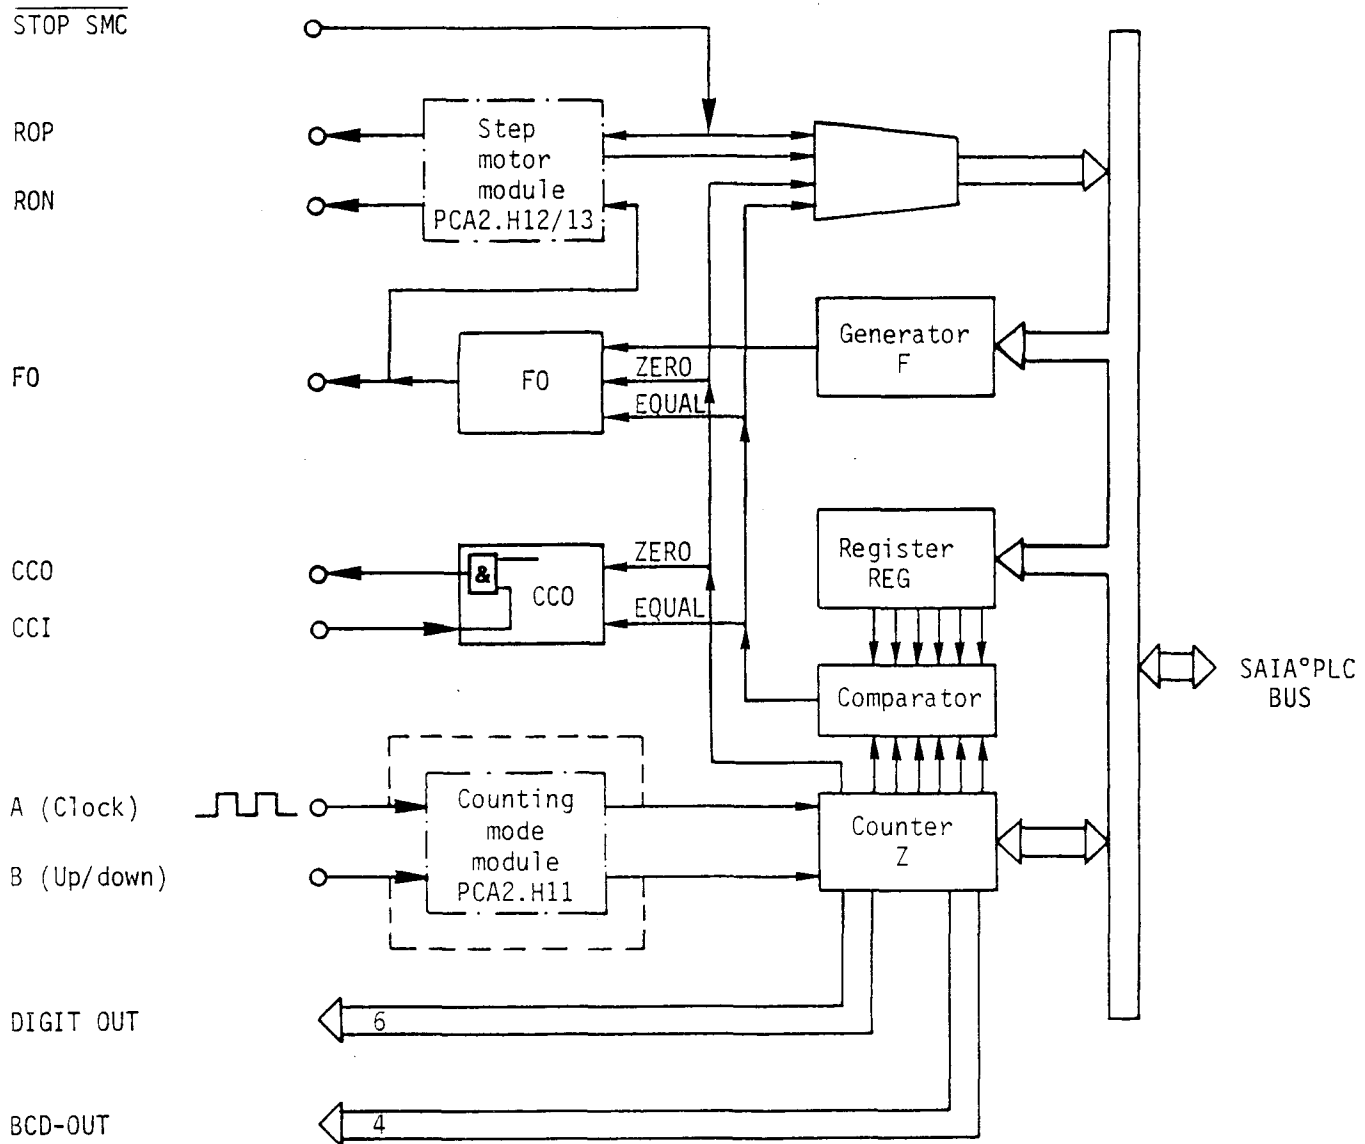 STOP SMC
ROP
RON
Step
motor
module
PCA2.H12/13
Generator
F
FO
FO
ZERO
EQUAL
Register
REG
CCO
CCI
&
CCO
ZERO
EQUAL
Comparator
SAIA°PLC
BUS
A (Clock)
B (Up/down)
Counting
mode
module
PCA2.H11
Counter
Z
DIGIT OUT
6
BCD-OUT
4